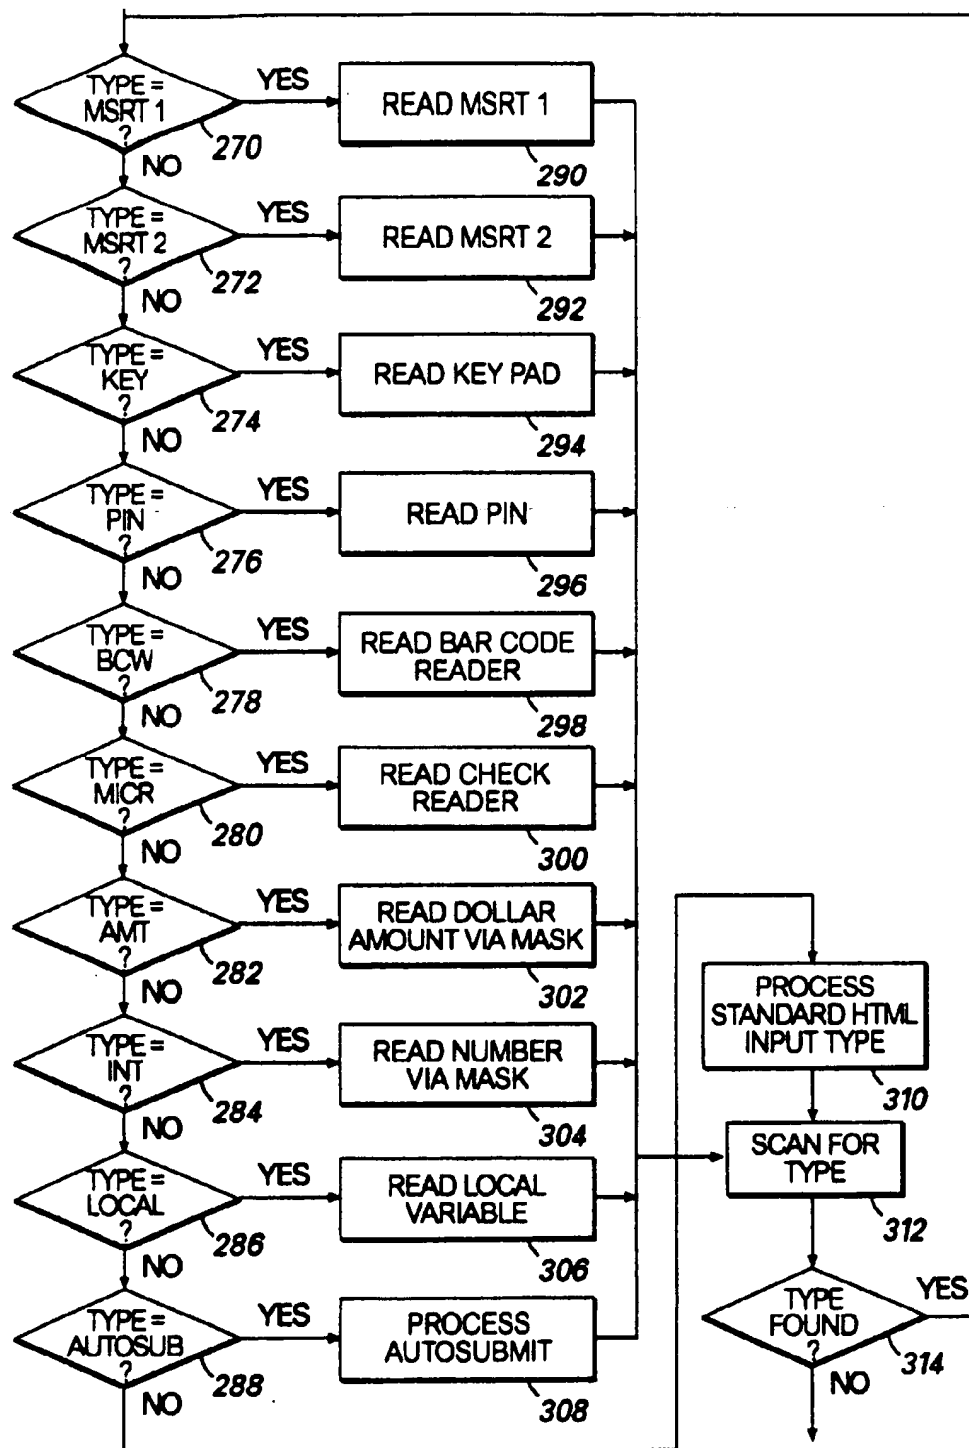 TYPE =
MSRT 1
?
270
YES
NO
READ MSRT 1
290
TYPE =
MSRT 2
?
272
YES
NO
READ MSRT 2
292
TYPE =
KEY
?
274
YES
NO
READ KEY PAD
294
TYPE =
PIN
?
276
YES
NO
READ PIN
296
TYPE =
BCW
?
278
YES
NO
READ BAR CODE
READER
298
TYPE =
MICR
?
280
YES
NO
READ CHECK
READER
300
TYPE =
AMT
?
282
YES
NO
READ DOLLAR
AMOUNT VIA MASK
302
TYPE =
INT
?
284
YES
NO
READ NUMBER
VIA MASK
304
TYPE =
LOCAL
?
286
YES
NO
READ LOCAL
VARIABLE
306
TYPE =
AUTOSUB
?
288
YES
NO
PROCESS
AUTOSUBMIT
308
PROCESS
STANDARD HTML
INPUT TYPE
310
SCAN FOR
TYPE
312
TYPE
FOUND
?
314
YES
NO